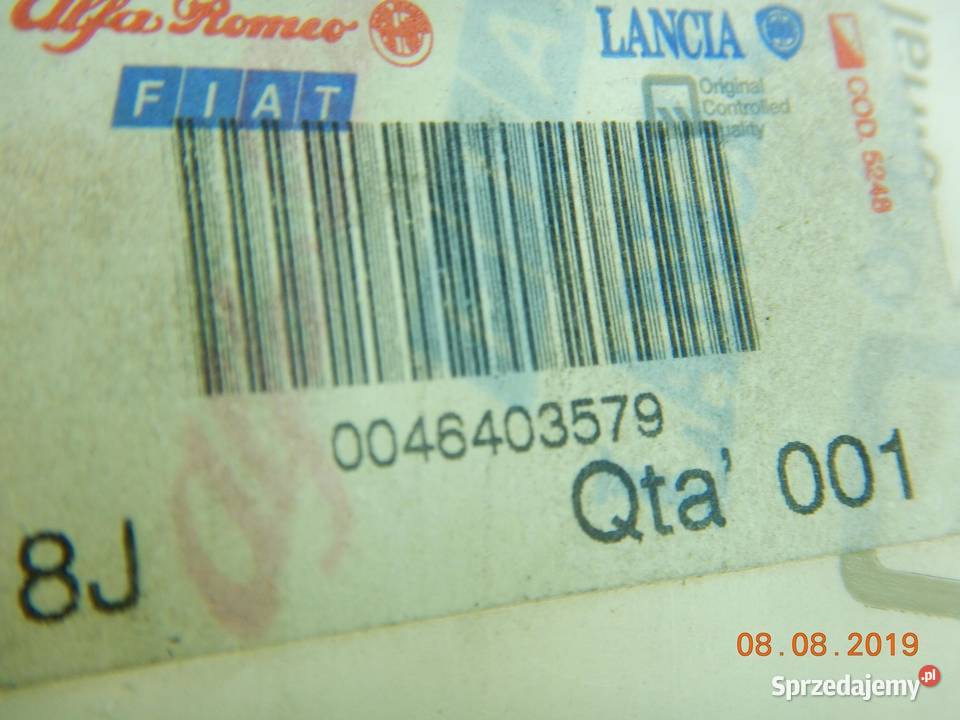 Alfa Romeo
LANCIA
FIAT
Original
Controlled
Quality
COD. 5248
0046403579
Qta' 001
8J
08.08.2019
Sprzedajemy.pl